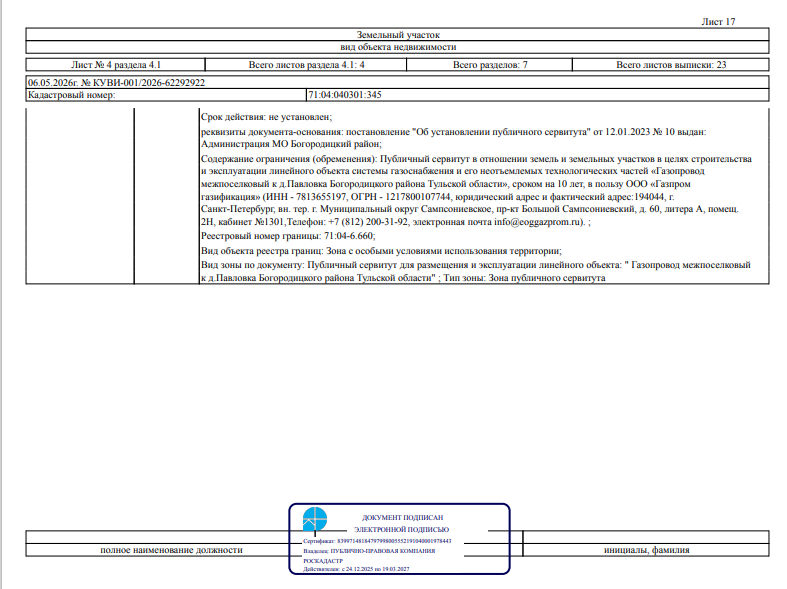 Лист 17
Земельный участок
вид объекта недвижимости
Лист № 4 раздела 4.1
Всего листов раздела 4.1: 4
Всего разделов: 7
Всего листов выписки: 23
06.05.2026г. № КУВИ-001/2026-62292922
Кадастровый номер:
71:04:040301:345
Срок действия: не установлен;
реквизиты документа-основания: постановление "Об установлении публичного сервитута" от 12.01.2023 № 10 выдан:
Администрация МО Богородицкий район;
Содержание ограничения (обременения): Публичный сервитут в отношении земель и земельных участков в целях строительства
и эксплуатации линейного объекта системы газоснабжения и его неотъемлемых технологических частей «Газопровод
межпоселковый к д.Павловка Богородицкого района Тульской области», сроком на 10 лет, в пользу ООО «Газпром
газификация» (ИНН - 7813655197, ОГРН - 1217800107744, юридический адрес и фактический адрес:194044, г.
Санкт-Петербург, вн. тер. г. Муниципальный округ Сампсониевское, пр-кт Большой Сампсониевский, д. 60, литера А, помещ.
2Н, кабинет №1301,Телефон: +7 (812) 200-31-92, электронная почта info@eoggazprom.ru). ;
Реестровый номер границы: 71:04-6.660;
Вид объекта реестра границ: Зона с особыми условиями использования территории;
Вид зоны по документу: Публичный сервитут для размещения и эксплуатации линейного объекта: " Газопровод межпоселковый
к д.Павловка Богородицкого района Тульской области" ; Тип зоны: Зона публичного сервитута
ДОКУМЕНТ ПОДПИСАН
ЭЛЕКТРОННОЙ ПОДПИСЬЮ
Сертификат:
Владелец: ПУБЛИЧНО-ПРАВОВАЯ КОМПАНИЯ
РОСКАДАСТР
Действителен: с 24.12.2025 по 19.03.2027
полное наименование должности
инициалы, фамилия